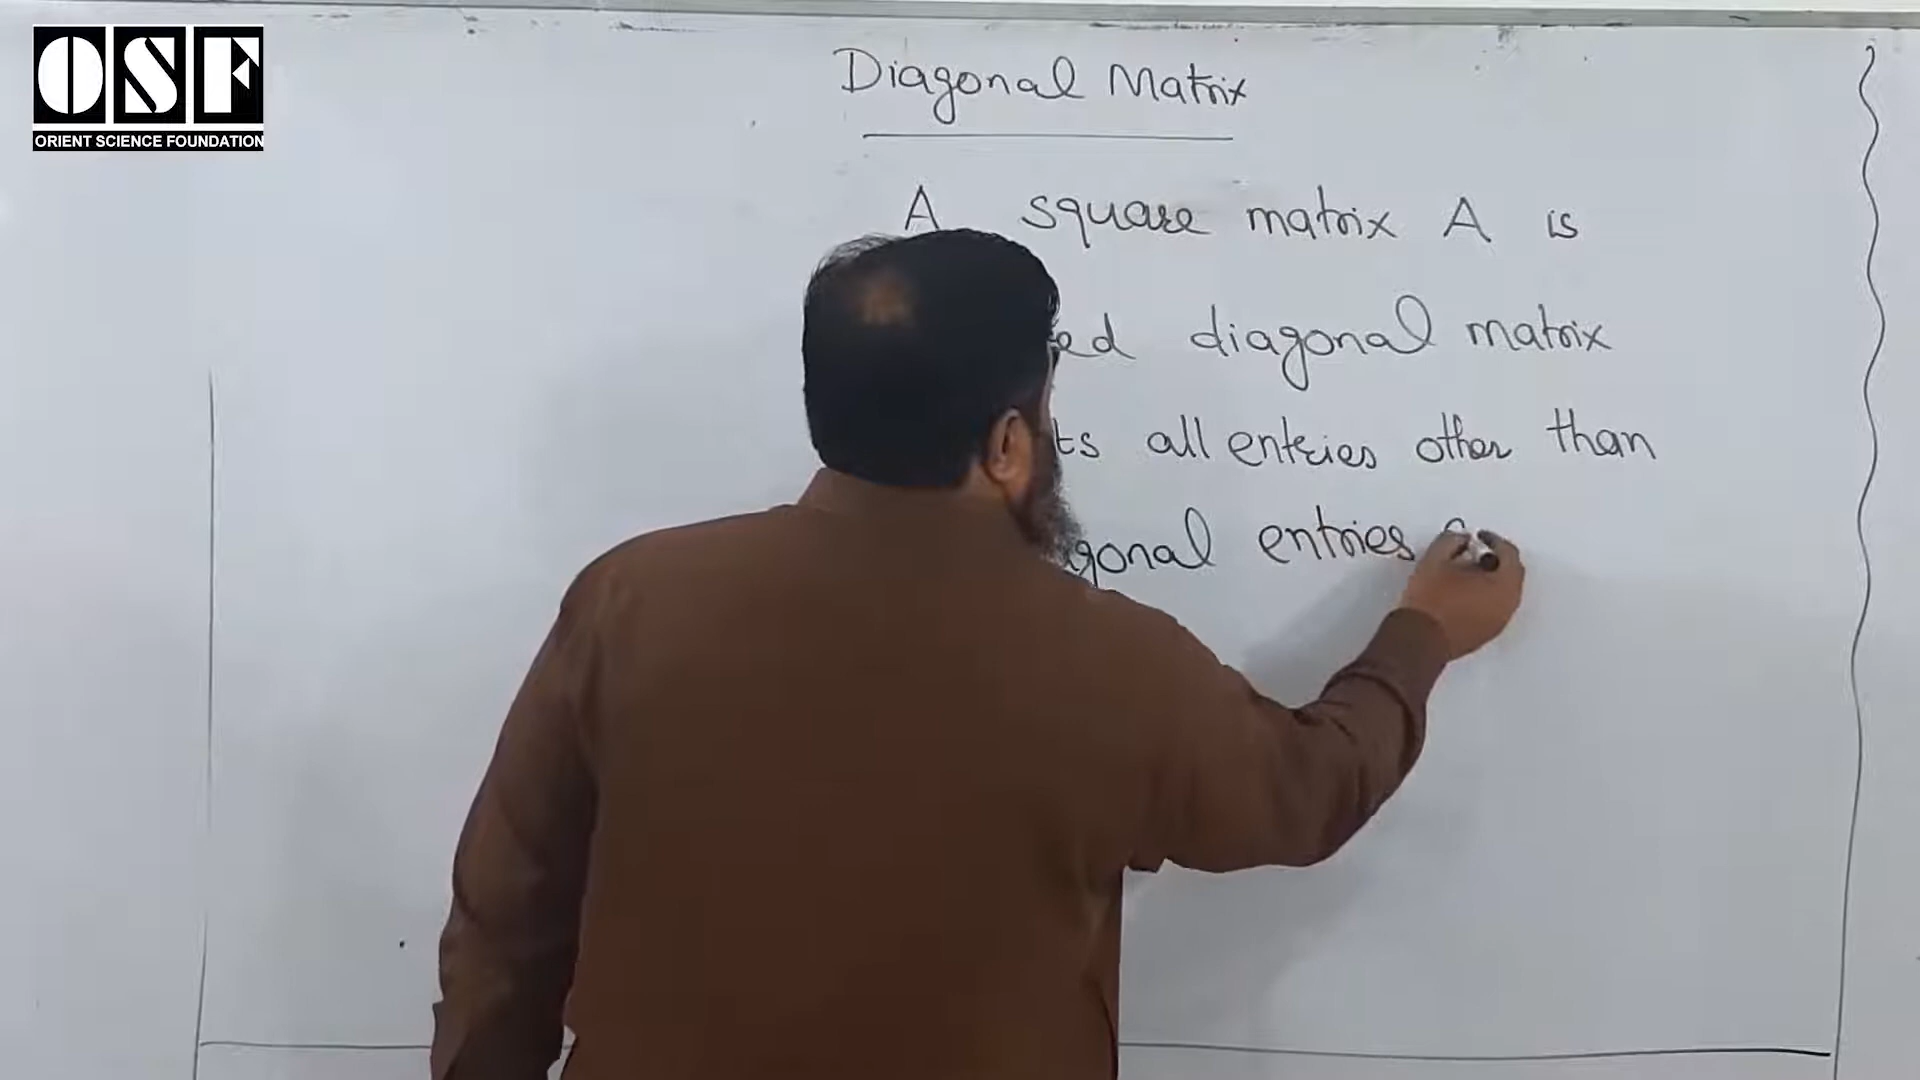 OSF
ORIENT SCIENCE FOUNDATION
Diagonal Matrix
A square matrix A is
diagonal matrix
all entries other than
entries